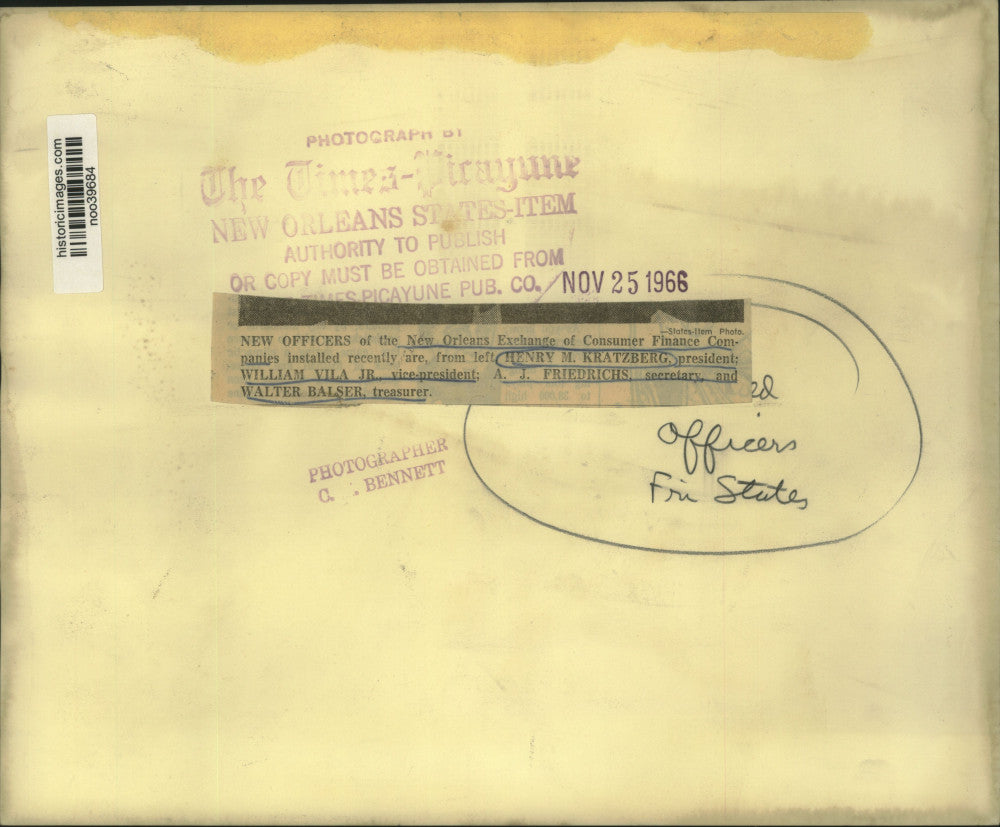 historicimages.com
noo39684
PHOTOGRAPH BY
The Times-Picayune
NEW ORLEANS STATES-ITEM
AUTHORITY TO PUBLISH
OR COPY MUST BE OBTAINED FROM
TIMES-PICAYUNE PUB. CO.
NOV 25 1966
—States-Item Photo.
NEW OFFICERS of the New Orleans Exchange of Consumer Finance Com-
panies installed recently are, from left, HENRY M. KRATZBERG, president;
WILLIAM VILA JR., vice-president; A. J. FRIEDRICHS, secretary, and
WALTER BALSER, treasurer.
ed
Officers
Fri States
PHOTOGRAPHER
C. . BENNETT